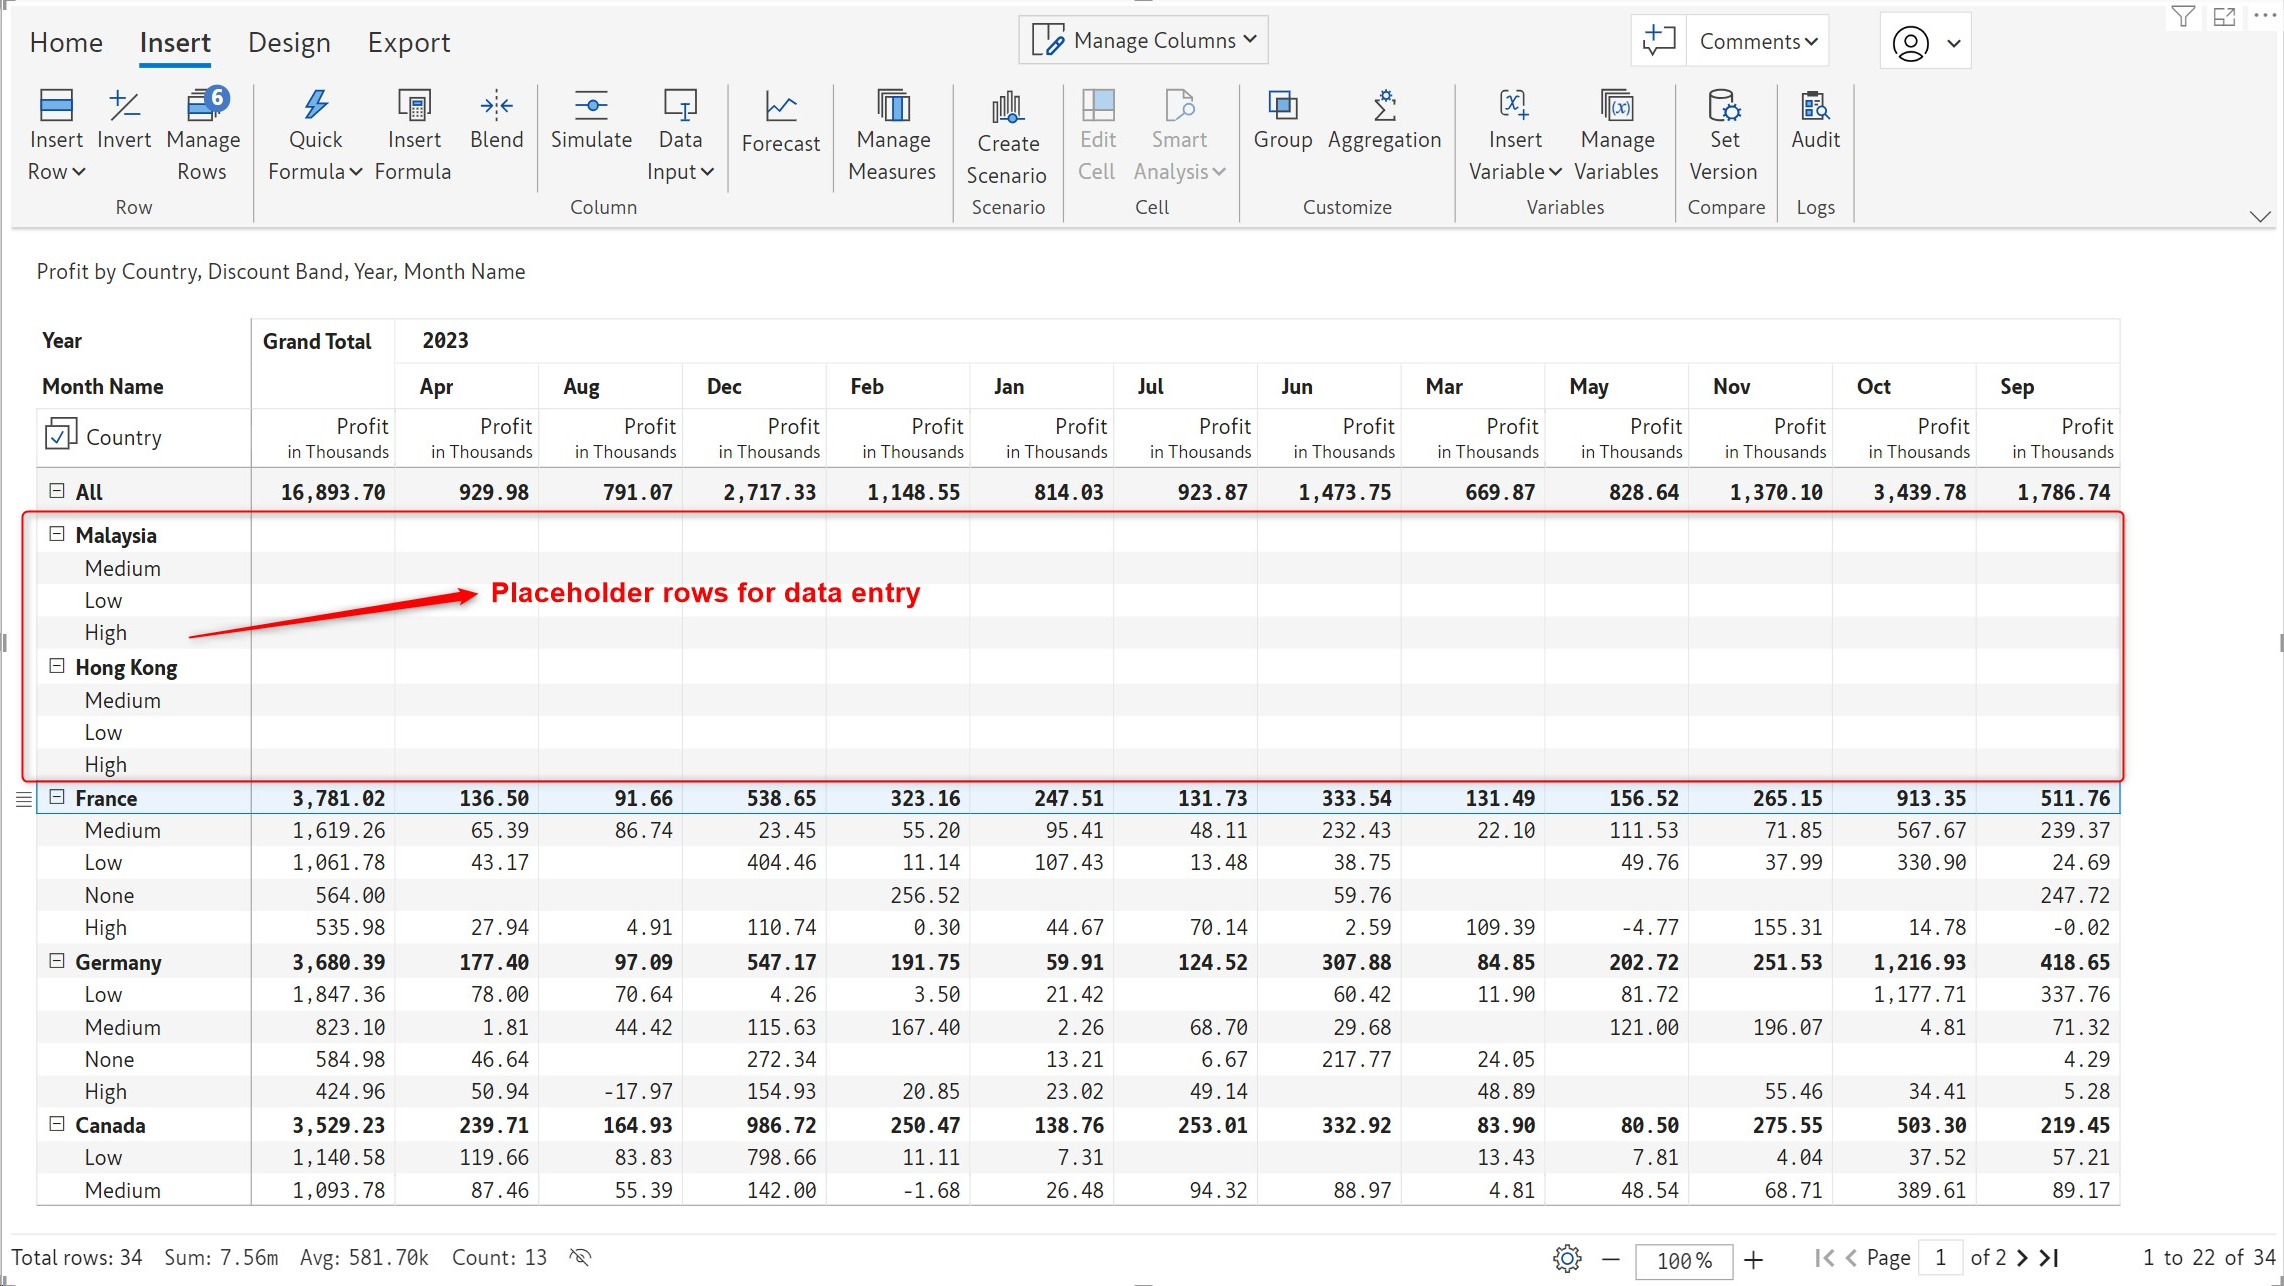 Home Insert Design Export Manage Columns Comments
Insert Row Invert Manage Rows 6 Quick Formula Insert Formula Blend Simulate Data Input Forecast Manage Measures Create Scenario Edit Cell Smart Analysis Group Aggregation Insert Variable Manage Variables Set Version Audit
Row Column Scenario Cell Customize Variables Compare Logs
Profit by Country, Discount Band, Year, Month Name
Year Grand Total 2023
Month Name Apr Aug Dec Feb Jan Jul Jun Mar May Nov Oct Sep
Country Profit Profit Profit Profit Profit Profit Profit Profit Profit Profit Profit Profit Profit
in Thousands in Thousands in Thousands in Thousands in Thousands in Thousands in Thousands in Thousands in Thousands in Thousands in Thousands in Thousands in Thousands
All 16,893.70 929.98 791.07 2,717.33 1,148.55 814.03 923.87 1,473.75 669.87 828.64 1,370.10 3,439.78 1,786.74
Malaysia
Medium
Low
Placeholder rows for data entry
High
Hong Kong
Medium
Low
High
France 3,781.02 136.50 91.66 538.65 323.16 247.51 131.73 333.54 131.49 156.52 265.15 913.35 511.76
Medium 1,619.26 65.39 86.74 23.45 55.20 95.41 48.11 232.43 22.10 111.53 71.85 567.67 239.37
Low 1,061.78 43.17 404.46 11.14 107.43 13.48 38.75 49.76 37.99 330.90 24.69
None 564.00 256.52 59.76 247.72
High 535.98 27.94 4.91 110.74 0.30 44.67 70.14 2.59 109.39 -4.77 155.31 14.78 -0.02
Germany 3,680.39 177.40 97.09 547.17 191.75 59.91 124.52 307.88 84.85 202.72 251.53 1,216.93 418.65
Low 1,847.36 78.00 70.64 4.26 3.50 21.42 60.42 11.90 81.72 1,177.71 337.76
Medium 823.10 1.81 44.42 115.63 167.40 2.26 68.70 29.68 121.00 196.07 4.81 71.32
None 584.98 46.64 272.34 13.21 6.67 217.77 24.05 4.29
High 424.96 50.94 -17.97 154.93 20.85 23.02 49.14 48.89 55.46 34.41 5.28
Canada 3,529.23 239.71 164.93 986.72 250.47 138.76 253.01 332.92 83.90 80.50 275.55 503.30 219.45
Low 1,140.58 119.66 83.83 798.66 11.11 7.31 13.43 7.81 4.04 37.52 57.21
Medium 1,093.78 87.46 55.39 142.00 -1.68 26.48 94.32 88.97 4.81 48.54 68.71 389.61 89.17
Total rows: 34 Sum: 7.56m Avg: 581.70k Count: 13 100% Page 1 of 2 1 to 22 of 34